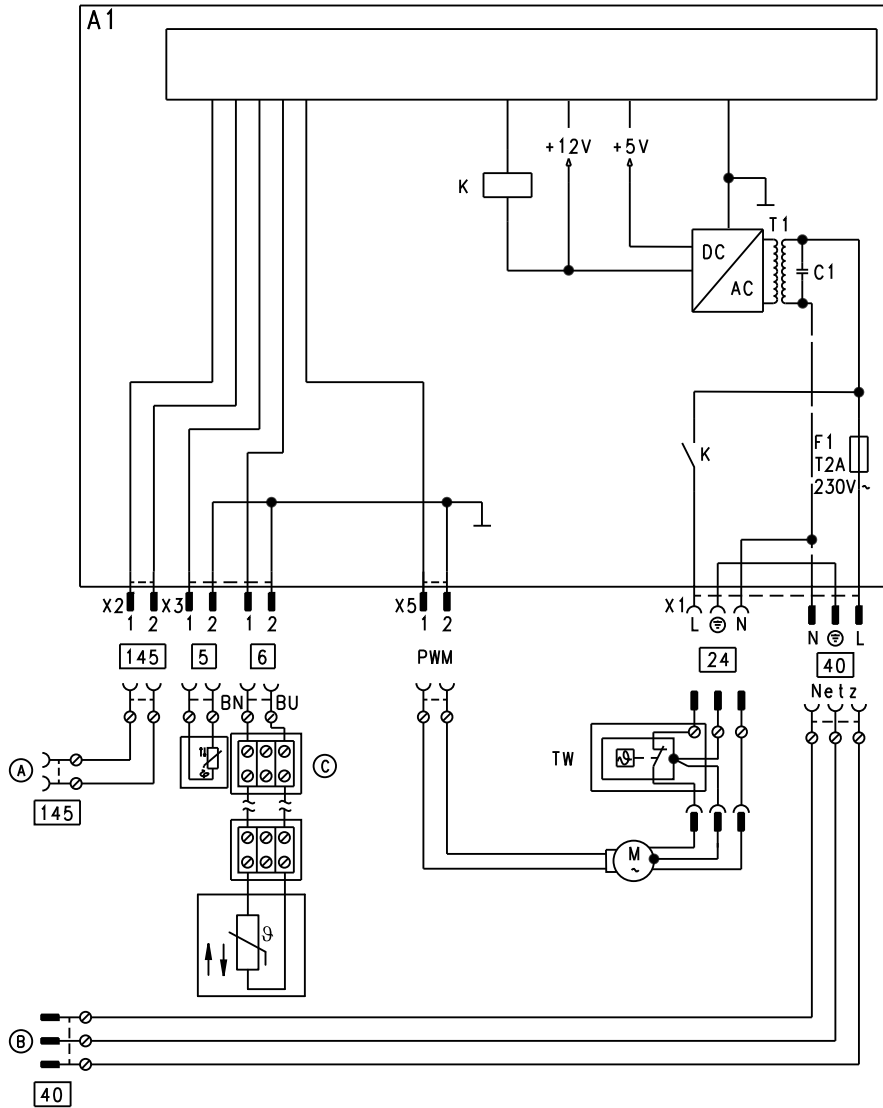 A1
+12V
+5V
K
T1
DC
AC
C1
K
F1
T2A
230V~
X2
X3
X5
X1
1 2
1 2
1 2
1 2
L N
N L
145
5
6
PWM
24
40
Netz
BN
BU
A
C
TW
ϑ
145
M
~
ϑ
B
40